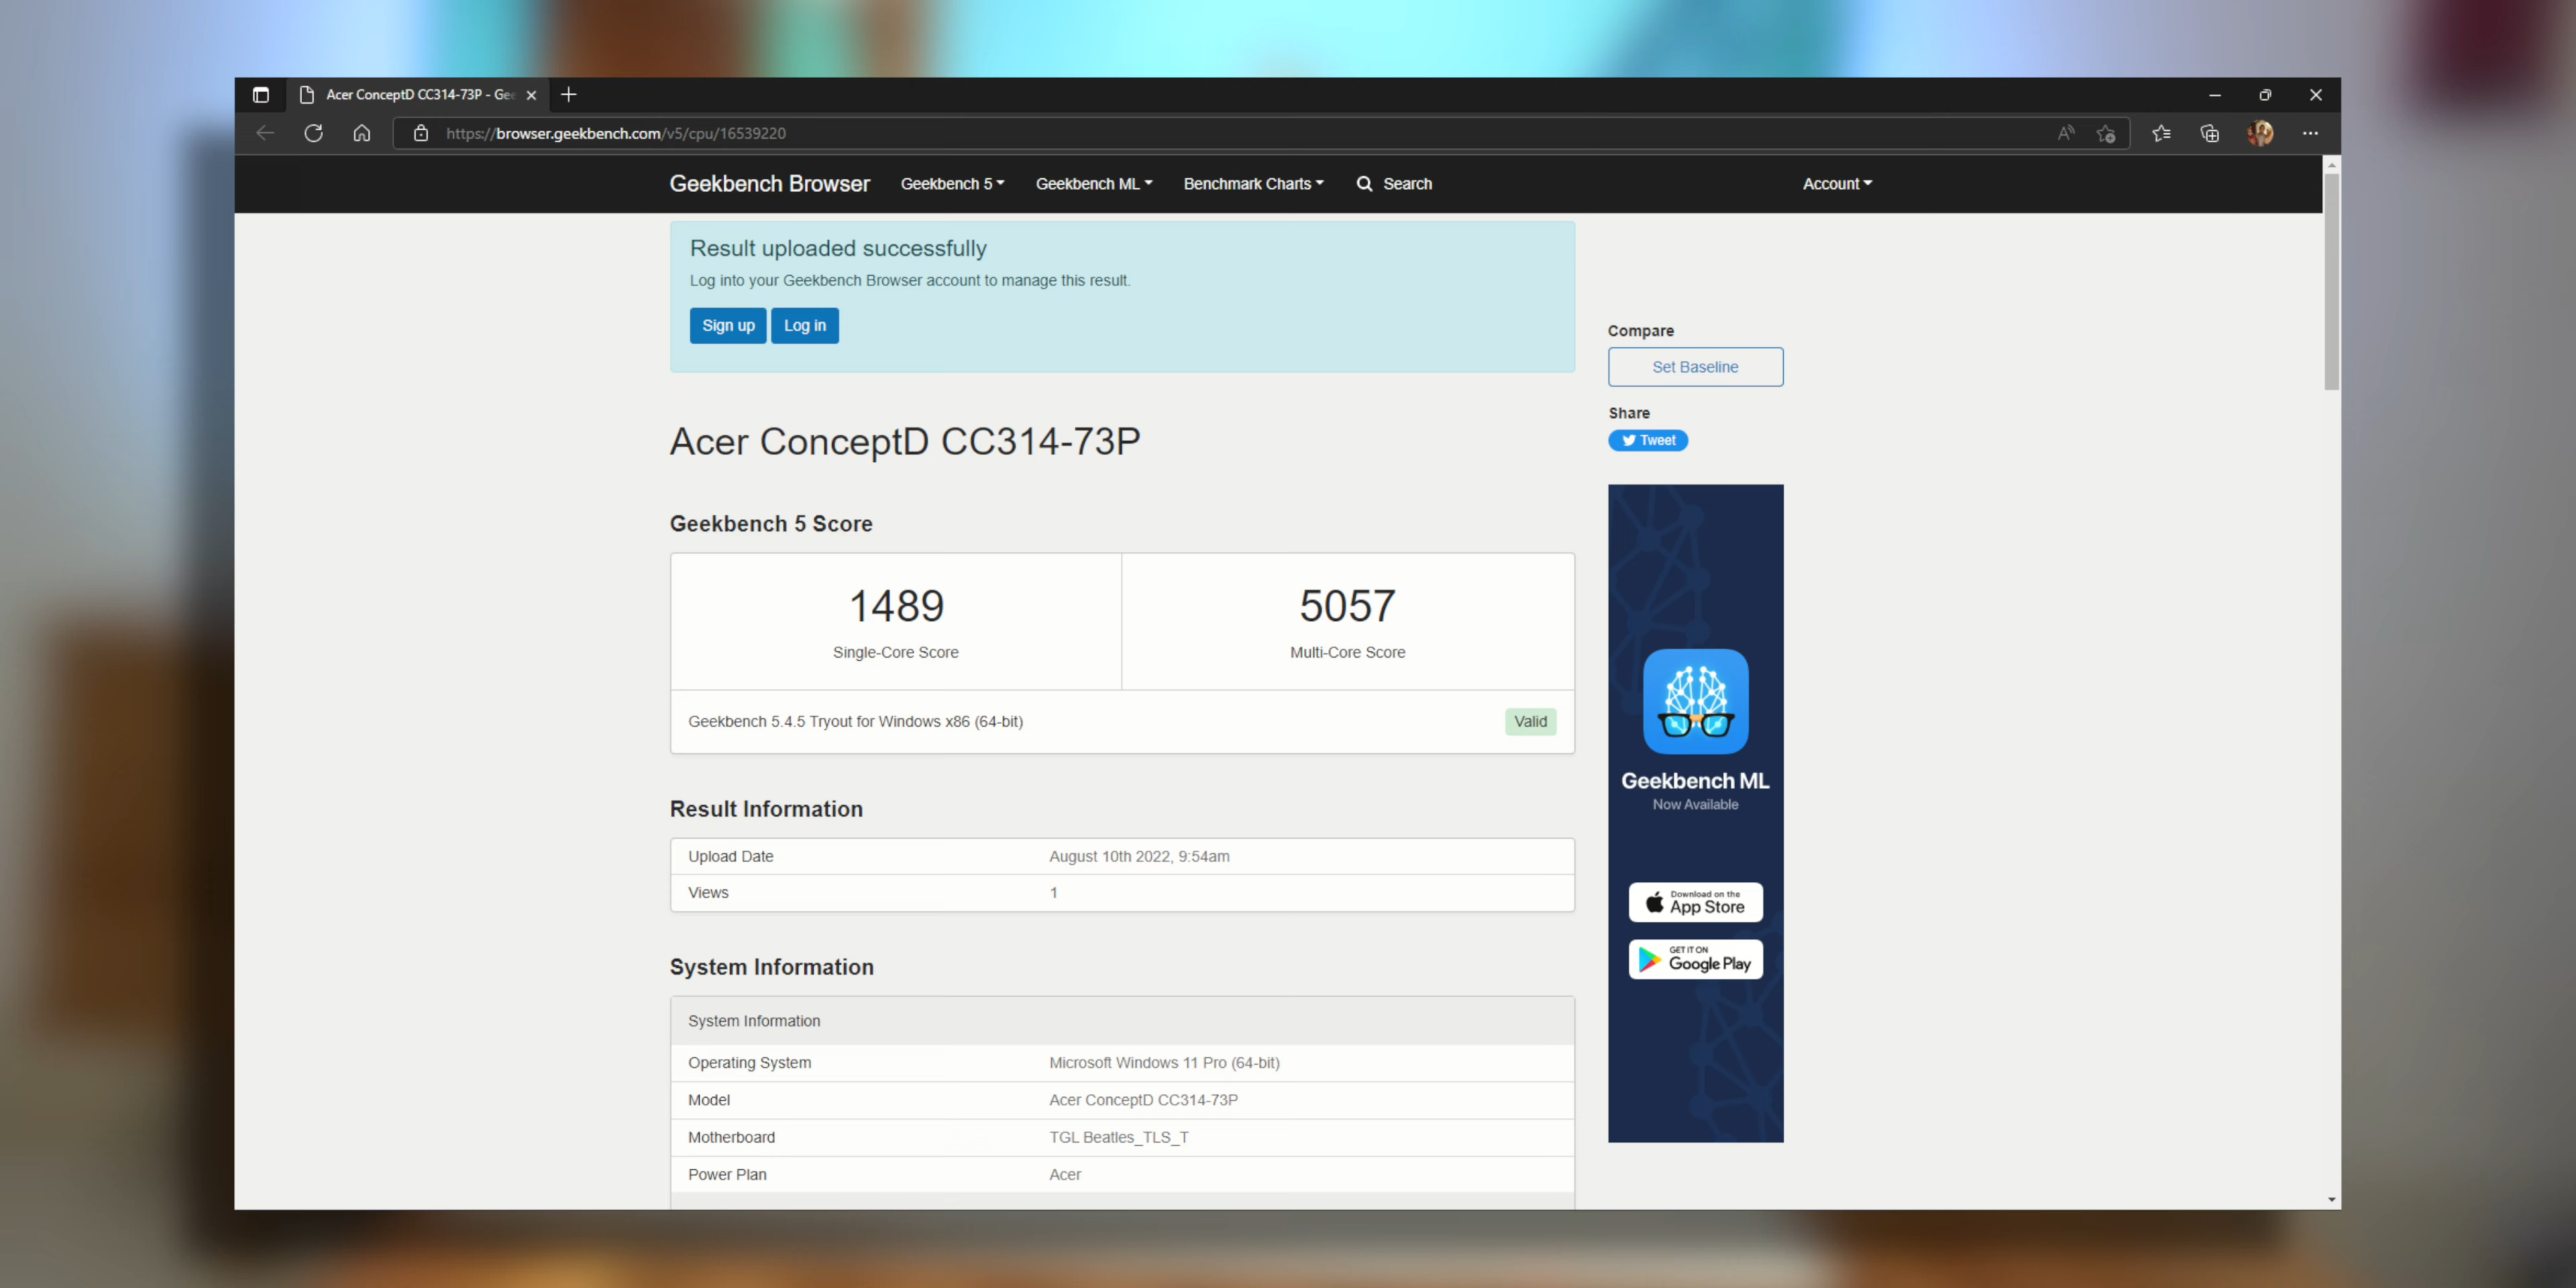 Acer ConceptD CC314-73P - Gee
https://browser.geekbench.com/v5/cpu/16539220
Geekbench Browser
Geekbench 5
Geekbench ML
Benchmark Charts
Search
Account
Result uploaded successfully
Log into your Geekbench Browser account to manage this result.
Sign up
Log in
Compare
Set Baseline
Share
Tweet
Acer ConceptD CC314-73P
Geekbench 5 Score
1489
5057
Single-Core Score
Multi-Core Score
Geekbench 5.4.5 Tryout for Windows x86 (64-bit)
Valid
Geekbench ML
Now Available
Download on the
App Store
GET IT ON
Google Play
Result Information
Upload Date August 10th 2022, 9:54am
Views 1
System Information
System Information
Operating System Microsoft Windows 11 Pro (64-bit)
Model Acer ConceptD CC314-73P
Motherboard TGL Beatles_TLS_T
Power Plan Acer